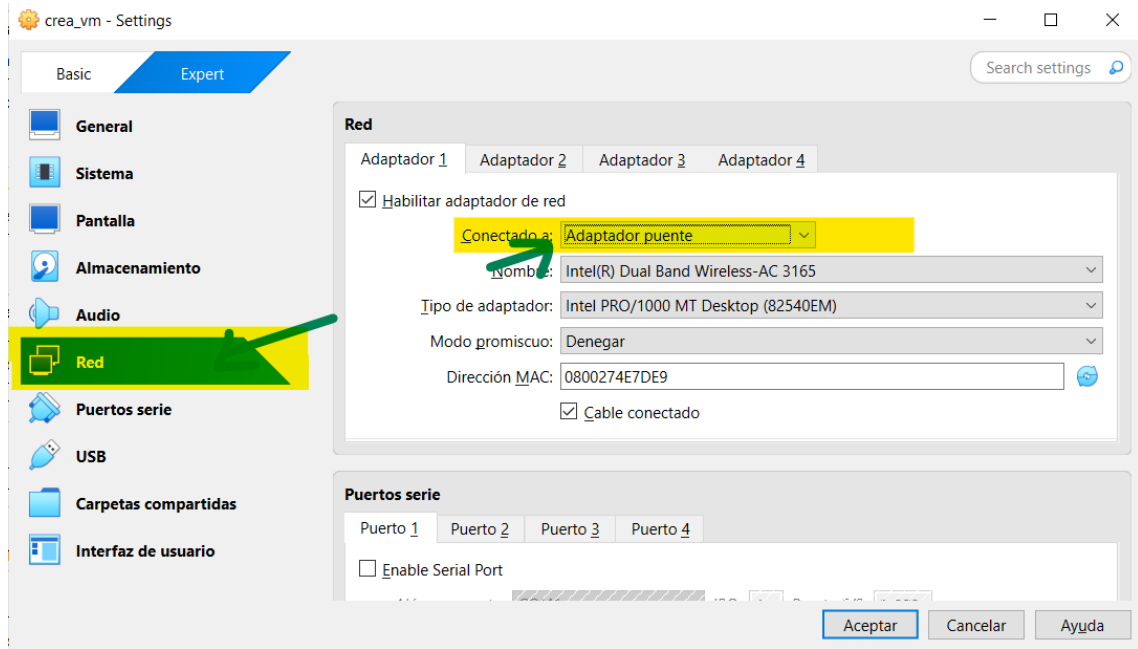 crea_vm - Settings
Basic
Expert
Search settings
General
Sistema
Pantalla
Almacenamiento
Audio
Red
Puertos serie
USB
Carpetas compartidas
Interfaz de usuario
Red
Adaptador 1 Adaptador 2 Adaptador 3 Adaptador 4
Habilitar adaptador de red
Conectado a: Adaptador puente
Nombre: Intel(R) Dual Band Wireless-AC 3165
Tipo de adaptador: Intel PRO/1000 MT Desktop (82540EM)
Modo promiscuo: Denegar
Dirección MAC: 0800274E7DE9
Cable conectado
Puertos serie
Puerto 1 Puerto 2 Puerto 3 Puerto 4
Enable Serial Port
Aceptar Cancelar Ayuda